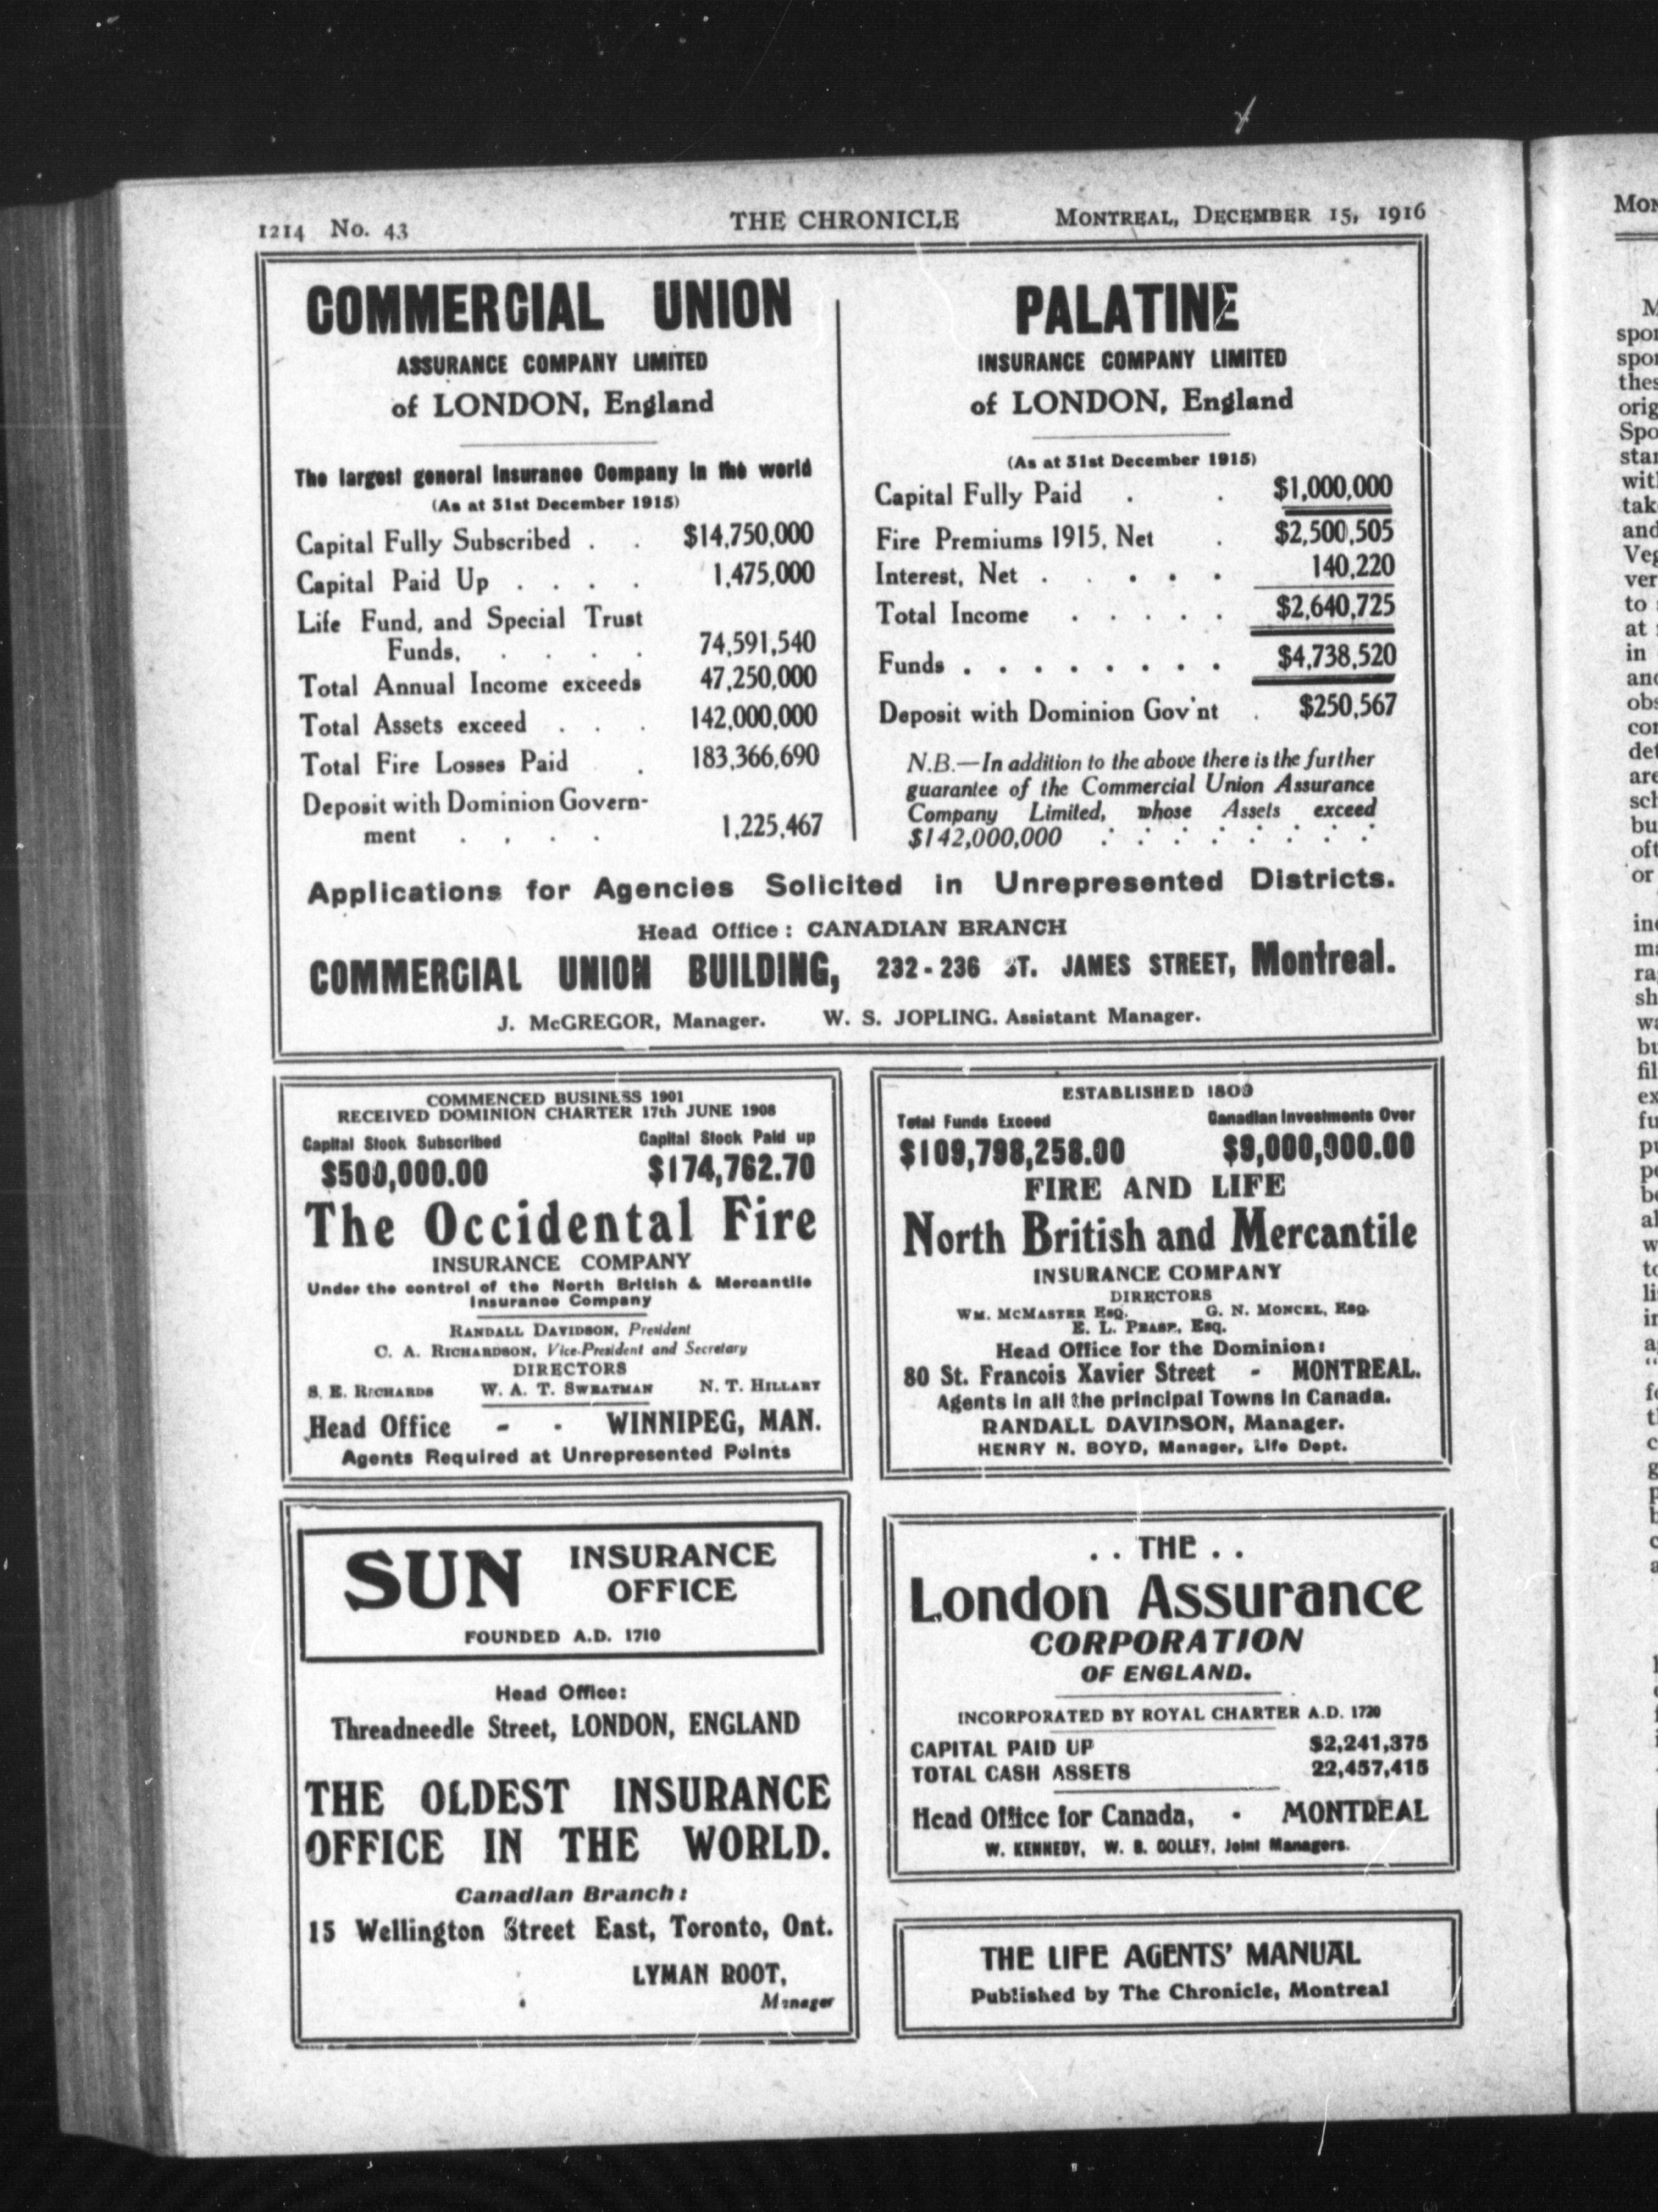 1214 No. 43 THE CHRONICLE MONTREAL, DECEMBER 15, 1916
COMMERCIAL UNION
ASSURANCE COMPANY LIMITED
of LONDON, England
The largest general Insurance Company in the world
(As at 31st December 1915)
Capital Fully Subscribed . . $14,750,000
Capital Paid Up . . . . 1,475,000
Life Fund, and Special Trust
Funds, . . . . 74,591,540
Total Annual Income exceeds 47,250,000
Total Assets exceed . . . 142,000,000
Total Fire Losses Paid . 183,366,690
Deposit with Dominion Govern-
ment . . . . 1,225,467
PALATINE
INSURANCE COMPANY LIMITED
of LONDON, England
(As at 31st December 1915)
Capital Fully Paid . . $1,000,000
Fire Premiums 1915, Net . $2,500,505
Interest, Net . . . . . 140,220
Total Income . . . . . $2,640,725
Funds . . . . . . . . $4,738,520
Deposit with Dominion Gov'nt . $250,567
N.B.—In addition to the above there is the further
guarantee of the Commercial Union Assurance
Company Limited, whose Assets exceed
$142,000,000
Applications for Agencies Solicited in Unrepresented Districts.
Head Office : CANADIAN BRANCH
COMMERCIAL UNION BUILDING, 232-236 ST. JAMES STREET, Montreal.
J. McGREGOR, Manager. W. S. JOPLING. Assistant Manager.
COMMENCED BUSINESS 1901
RECEIVED DOMINION CHARTER 17th JUNE 1908
Capital Stock Subscribed Capital Stock Paid up
$500,000.00 $174,762.70
The Occidental Fire
INSURANCE COMPANY
Under the control of the North British & Mercantile
Insurance Company
RANDALL DAVIDSON, President
C. A. RICHARDSON, Vice-President and Secretary
DIRECTORS
S. E. RICHARDS W. A. T. SWEATMAN N. T. HILLARY
Head Office - - WINNIPEG, MAN.
Agents Required at Unrepresented Points
ESTABLISHED 1809
Total Funds Exceed Canadian Investments Over
$109,798,258.00 $9,000,000.00
FIRE AND LIFE
North British and Mercantile
INSURANCE COMPANY
DIRECTORS
WM. MCMASTER ESQ. G. N. MONCEL, ESQ.
E. L. PEASE, ESQ.
Head Office for the Dominion:
80 St. Francois Xavier Street - MONTREAL.
Agents in all the principal Towns in Canada.
RANDALL DAVIDSON, Manager.
HENRY N. BOYD, Manager, Life Dept.
SUN INSURANCE
OFFICE
FOUNDED A.D. 1710
Head Office:
Threadneedle Street, LONDON, ENGLAND
THE OLDEST INSURANCE
OFFICE IN THE WORLD.
Canadian Branch :
15 Wellington Street East, Toronto, Ont.
LYMAN ROOT,
Manager
. . THE . .
London Assurance
CORPORATION
OF ENGLAND.
INCORPORATED BY ROYAL CHARTER A.D. 1720
CAPITAL PAID UP $2,241,375
TOTAL CASH ASSETS 22,457,415
Head Office for Canada, - MONTREAL
W. KENNEDY, W. B. COLLEY, Joint Managers.
THE LIFE AGENTS' MANUAL
Published by The Chronicle, Montreal